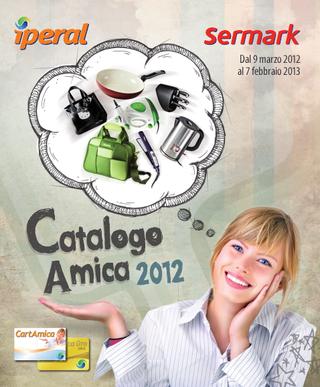 iperal
Sermark
Dal 9 marzo 2012
al 7 febbraio 2013
Catalogo
Amica 2012
CartAmica